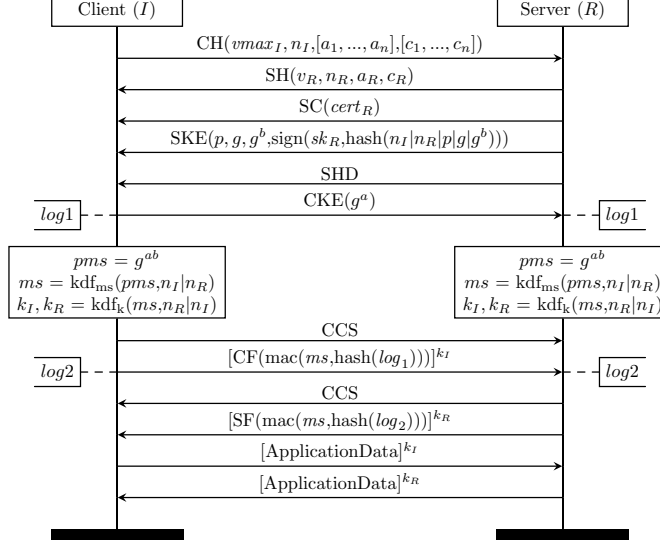 Client (I) Server (R)
CH(vmax_I, n_I,[a_1, ..., a_n],[c_1, ..., c_n])
SH(v_R, n_R, a_R, c_R)
SC(cert_R)
SKE(p, g, g^b,sign(sk_R,hash(n_I|n_R|p|g|g^b)))
SHD
log1 CKE(g^a) log1
pms = g^{ab} pms = g^{ab}
ms = kdf_ms(pms,n_I|n_R) ms = kdf_ms(pms,n_I|n_R)
k_I, k_R = kdf_k(ms,n_R|n_I) k_I, k_R = kdf_k(ms,n_R|n_I)
CCS
log2 [CF(mac(ms,hash(log_1)))]^{k_I} log2
CCS
[SF(mac(ms,hash(log_2)))]^{k_R}
[ApplicationData]^{k_I}
[ApplicationData]^{k_R}